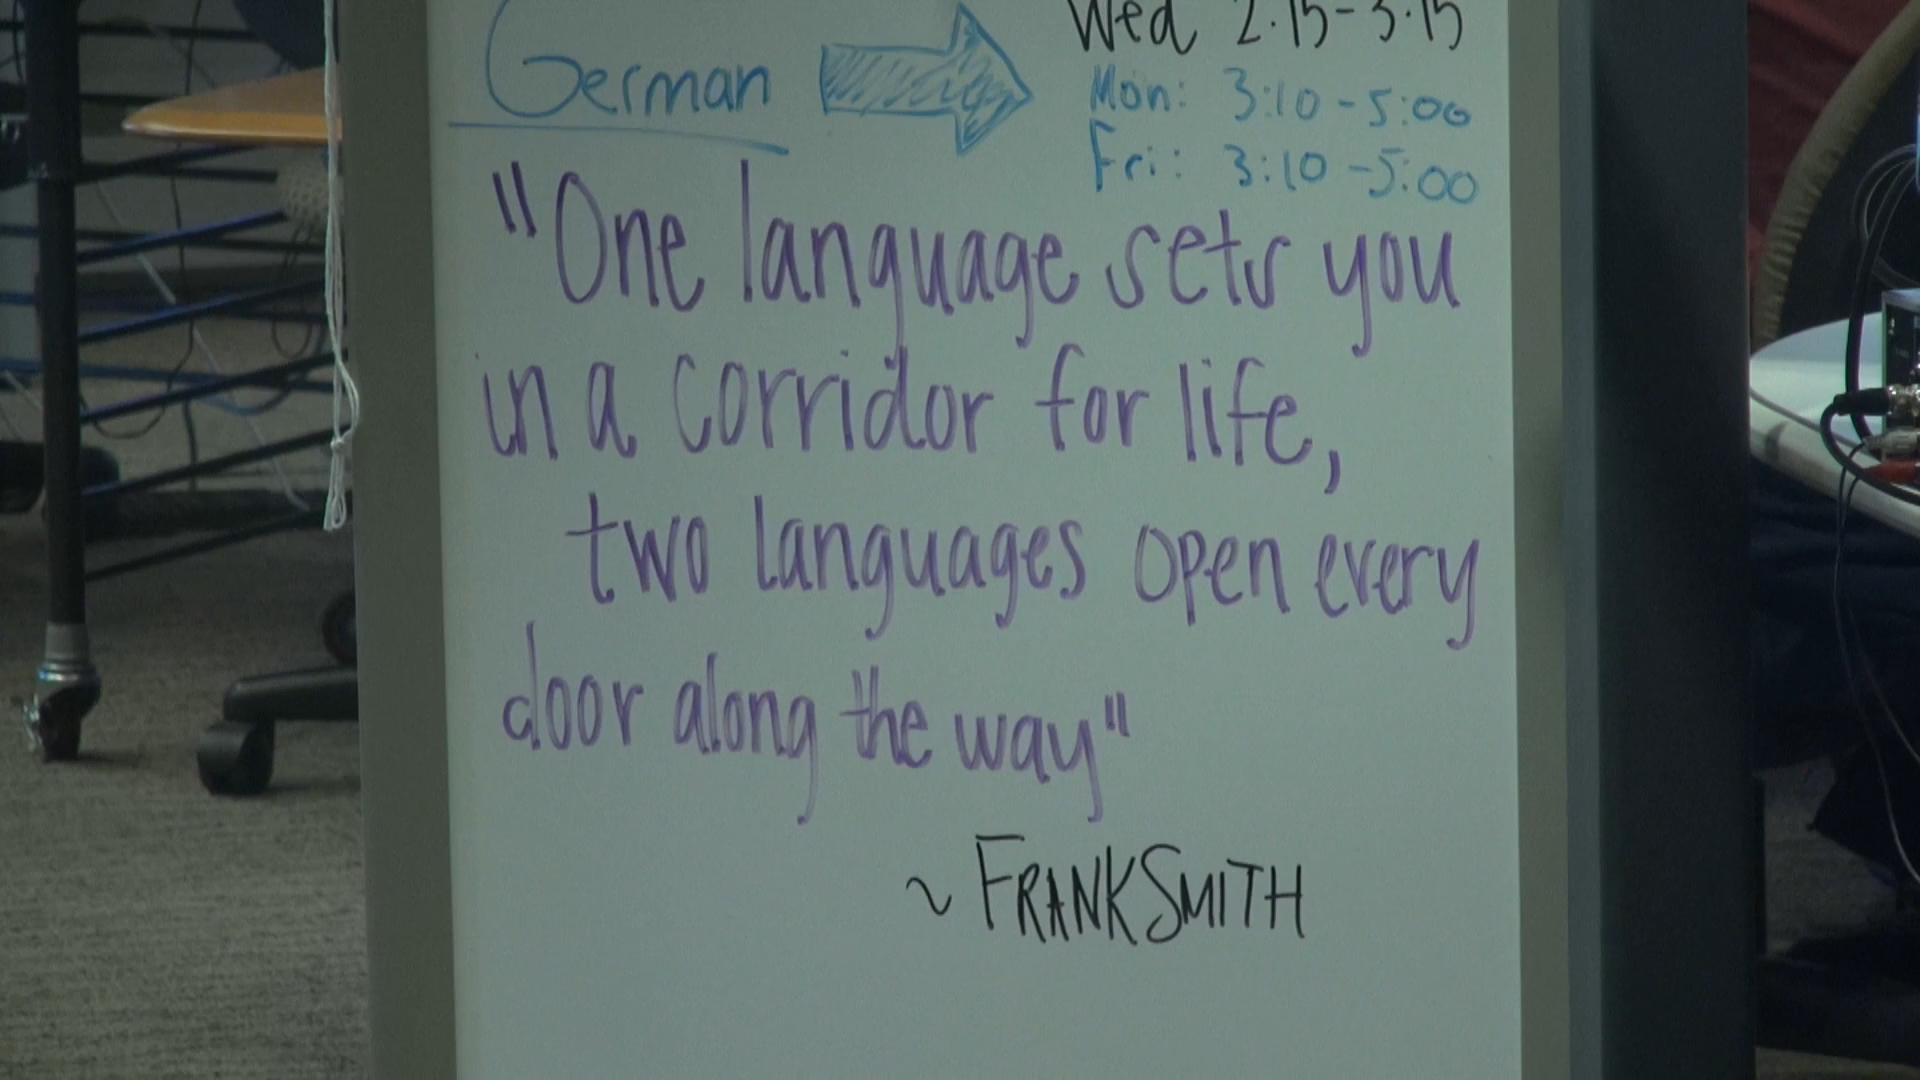 Wed 2:15-3:15
German Mon: 3:10-5:00
Fri: 3:10-5:00
"One language sets you
in a corridor for life,
two languages open every
door along the way"
~ FRANK SMITH